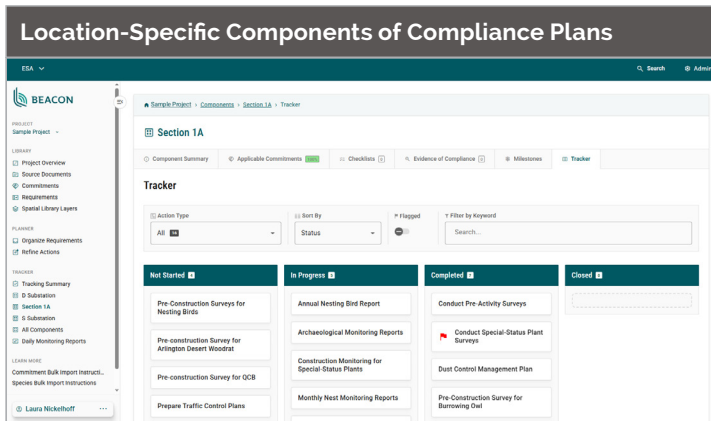 Location-Specific Components of Compliance Plans
ESA
Search
Admin
BEACON
PROJECT
Sample Project
LIBRARY
Project Overview
Source Documents
Commitments
Requirements
Spatial Library Layers
PLANNER
Organize Requirements
Refine Actions
TRACKER
Tracking Summary
D Substation
Section 1A
S Substation
All Components
Daily Monitoring Reports
LEARN MORE
Commitment Bulk Import Instructi...
Species Bulk Import Instructions
Laura Nickelhoff
Sample Project › Components › Section 1A › Tracker
Section 1A
Component Summary
Applicable Commitments
Checklists 0
Evidence of Compliance 0
Milestones
Tracker
Tracker
Action Type
All
Sort By
Status
Flagged
Filter by Keyword
Search...
Not Started
Pre-Construction Surveys for
Nesting Birds
Pre-construction Survey for
Arlington Desert Woodrat
Pre-construction Survey for QCB
Prepare Traffic Control Plans
In Progress
Annual Nesting Bird Report
Archaeological Monitoring Reports
Construction Monitoring for
Special-Status Plants
Monthly Nest Monitoring Reports
Completed
Conduct Pre-Activity Surveys
Conduct Special-Status Plant
Surveys
Dust Control Management Plan
Pre-Construction Survey for
Burrowing Owl
Closed